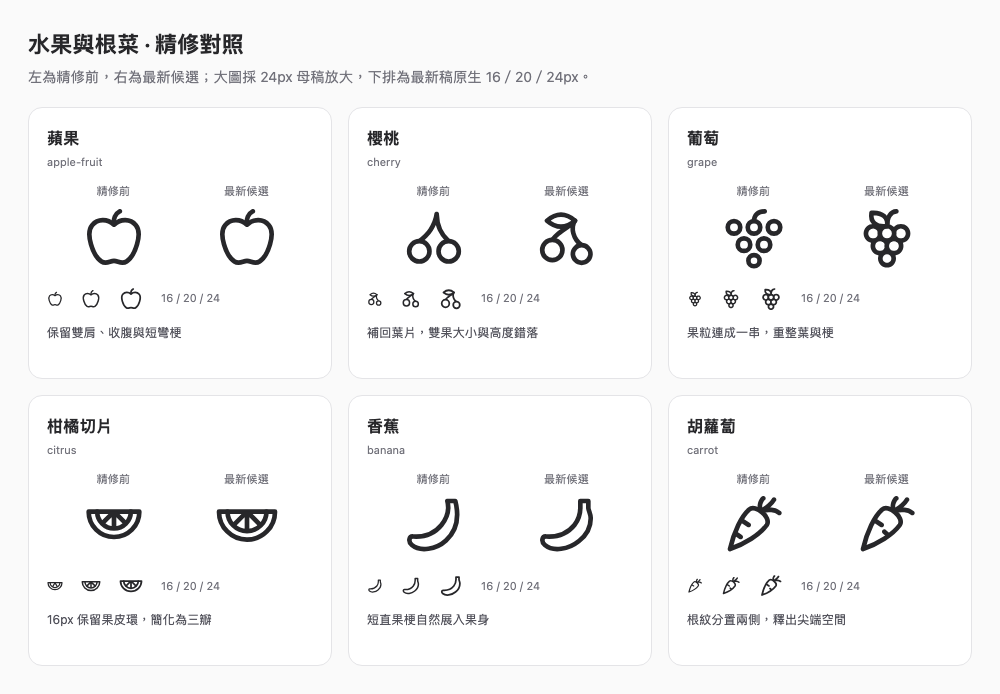 水果與根菜 · 精修對照
左為精修前，右為最新候選；大圖採 24px 母稿放大，下排為最新稿原生 16 / 20 / 24px。
蘋果
apple-fruit
精修前
最新候選
16 / 20 / 24
保留雙肩、收腹與短彎梗
櫻桃
cherry
精修前
最新候選
16 / 20 / 24
補回葉片，雙果大小與高度錯落
葡萄
grape
精修前
最新候選
16 / 20 / 24
果粒連成一串，重整葉與梗
柑橘切片
citrus
精修前
最新候選
16 / 20 / 24
16px 保留果皮環，簡化為三瓣
香蕉
banana
精修前
最新候選
16 / 20 / 24
短直果梗自然展入果身
胡蘿蔔
carrot
精修前
最新候選
16 / 20 / 24
根紋分置兩側，釋出尖端空間